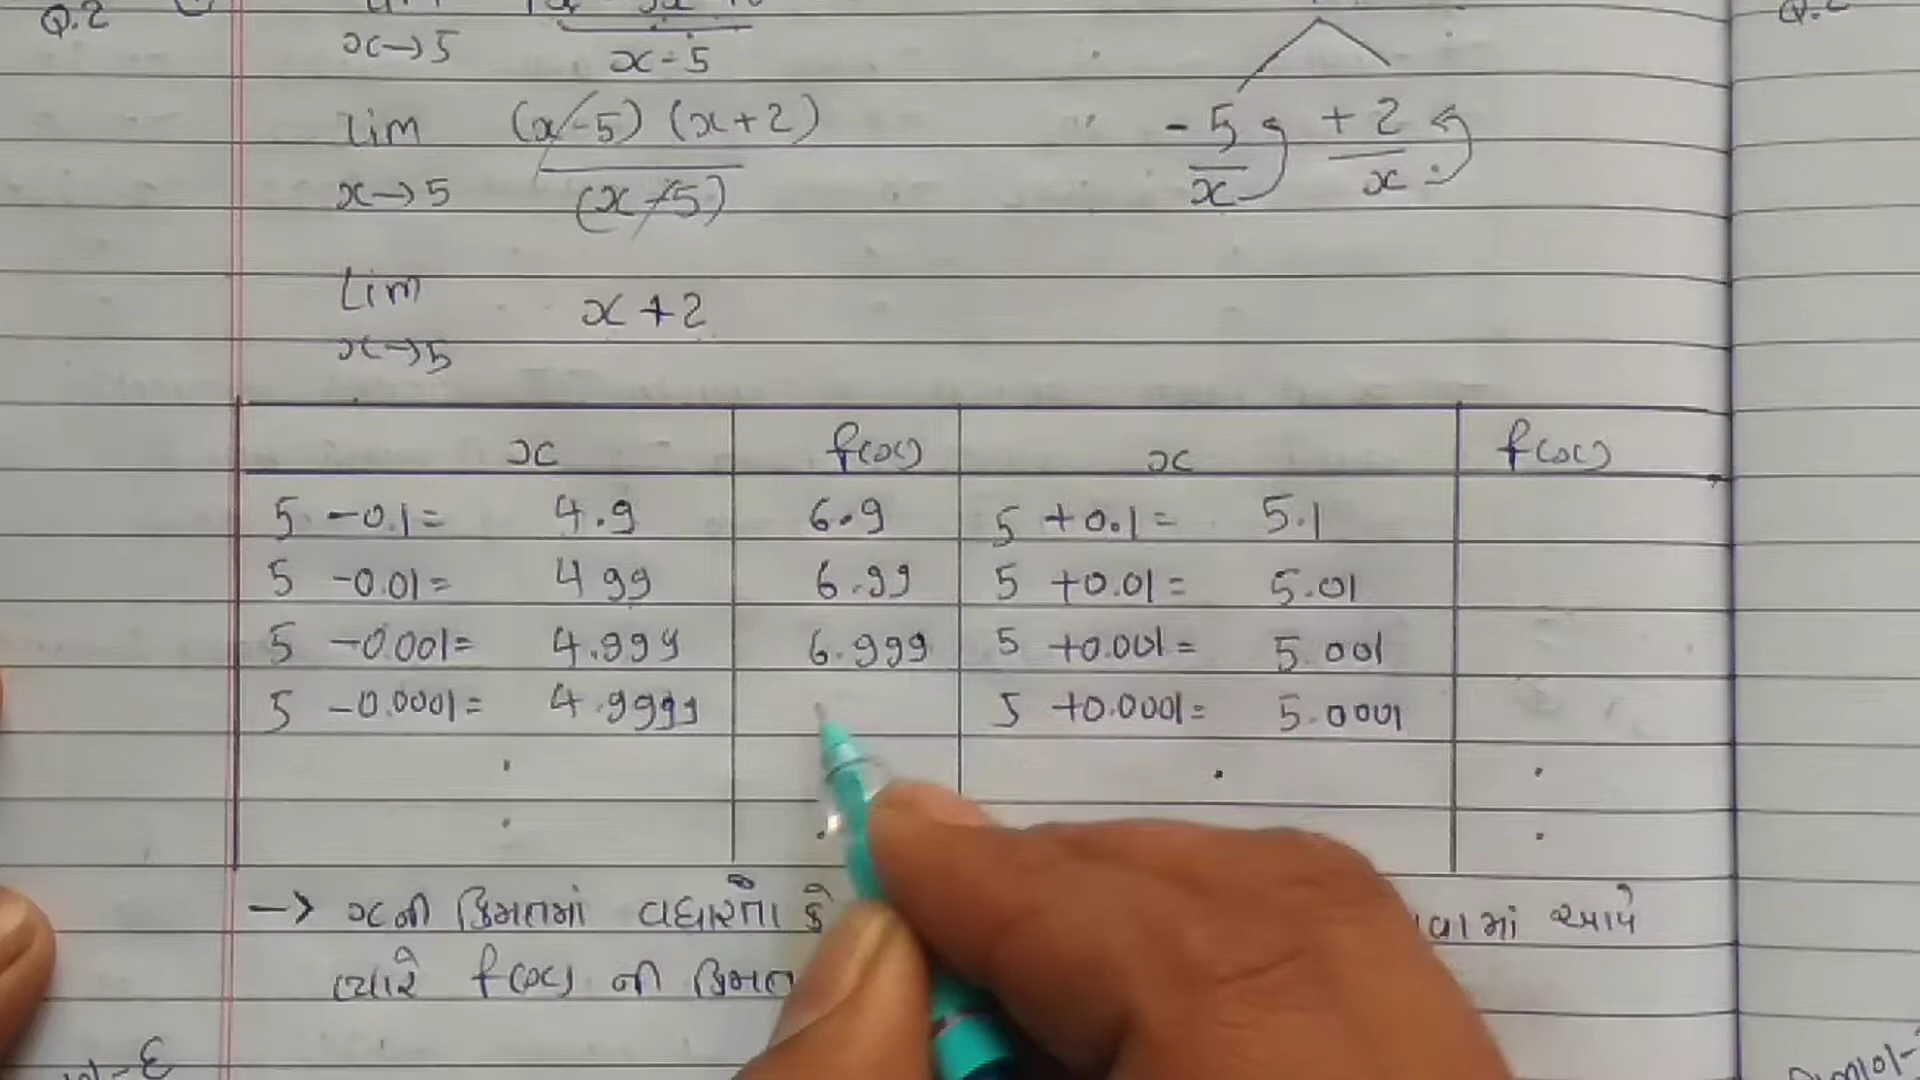 Q.2
x→5 x-5
lim (x-5) (x+2) -5 +2
x→5 (x-5) x x
Lim x+2
x→5
x f(x) x f(x)
5 -0.1= 4.9 6.9 5 +0.1= 5.1
5 -0.01= 4.99 6.99 5 +0.01= 5.01
5 -0.001= 4.999 6.999 5 +0.001= 5.001
5 -0.0001= 4.9999 5 +0.0001= 5.0001
→ xની કિંમતમાં વધારતા કે આવે
ત્યારે f(x) ની કિંમત